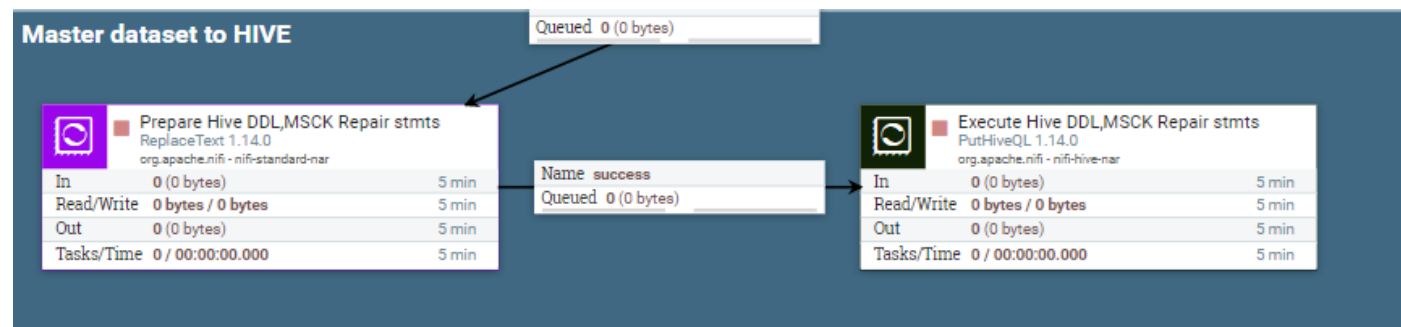 Master dataset to HIVE
Queued 0 (0 bytes)
Prepare Hive DDL,MSCK Repair stmts
ReplaceText 1.14.0
org.apache.nifi - nifi-standard-nar
In 0 (0 bytes) 5 min
Read/Write 0 bytes / 0 bytes 5 min
Out 0 (0 bytes) 5 min
Tasks/Time 0 / 00:00:00.000 5 min
Name success
Queued 0 (0 bytes)
Execute Hive DDL,MSCK Repair stmts
PutHiveQL 1.14.0
org.apache.nifi - nifi-hive-nar
In 0 (0 bytes) 5 min
Read/Write 0 bytes / 0 bytes 5 min
Out 0 (0 bytes) 5 min
Tasks/Time 0 / 00:00:00.000 5 min